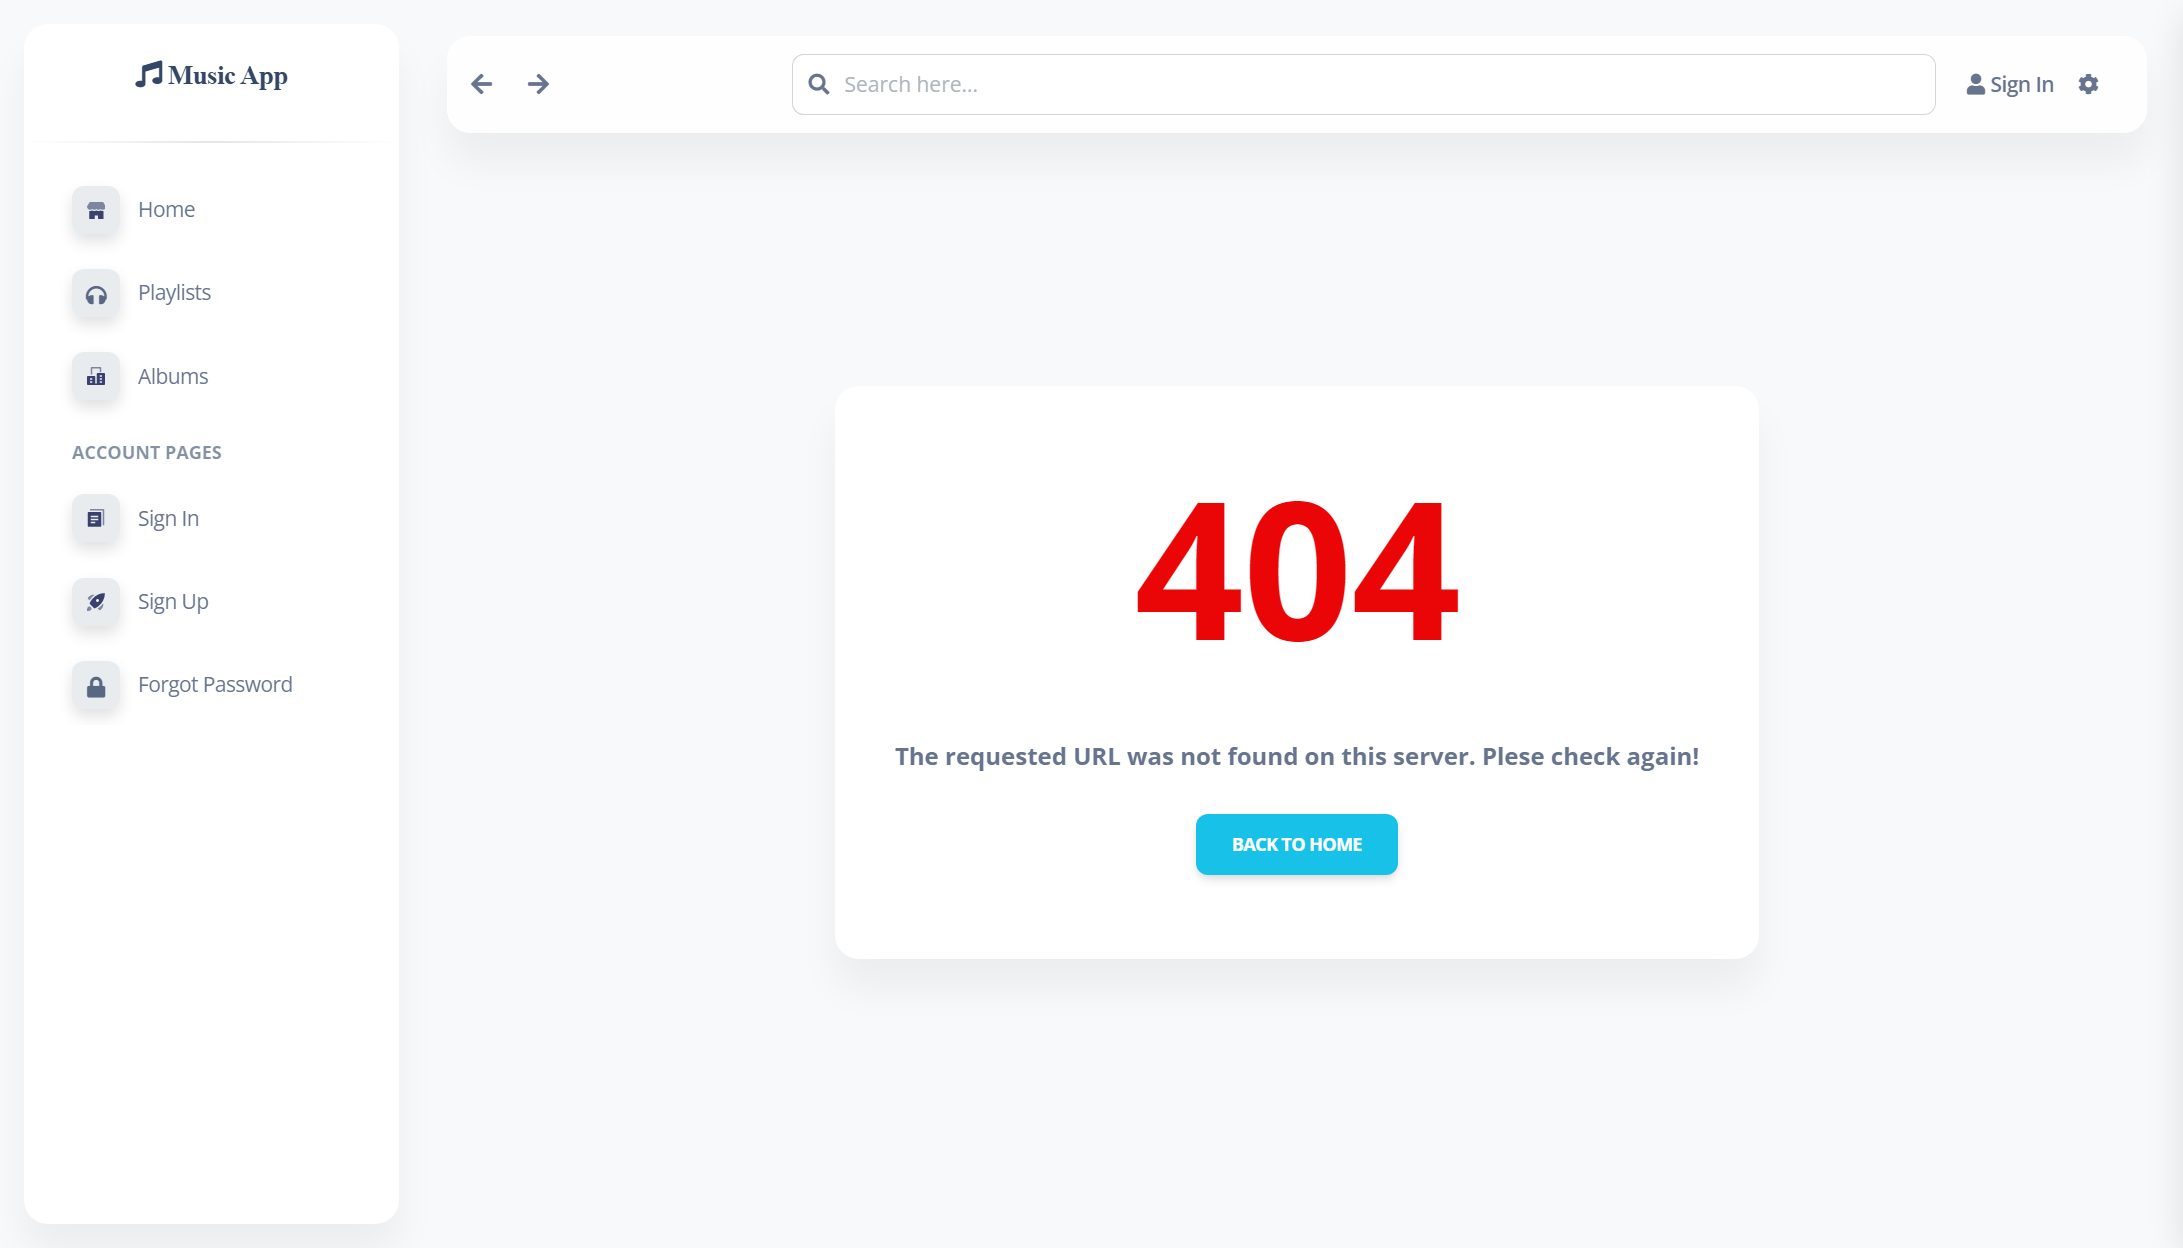 Music App
Home
Playlists
Albums
ACCOUNT PAGES
Sign In
Sign Up
Forgot Password
Search here...
Sign In
404
The requested URL was not found on this server. Plese check again!
BACK TO HOME